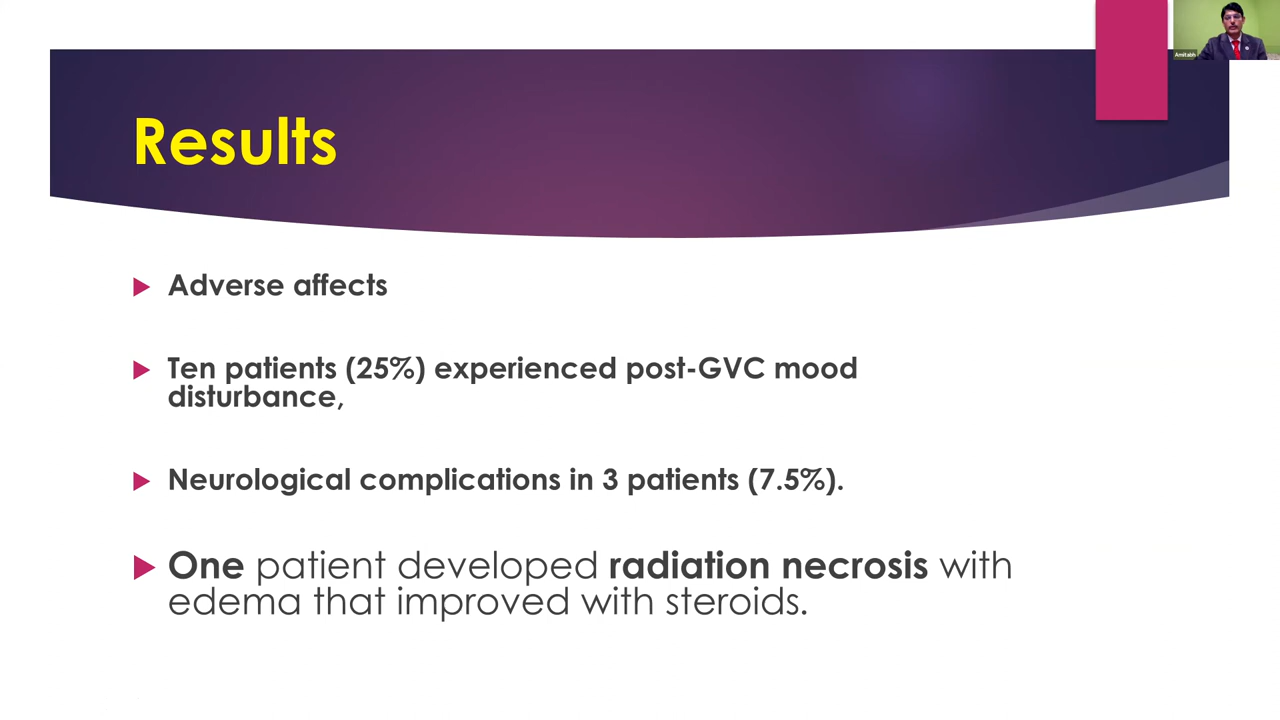 Amitabh
Results
Adverse affects
Ten patients (25%) experienced post-GVC mood
disturbance,
Neurological complications in 3 patients (7.5%).
One patient developed radiation necrosis with
edema that improved with steroids.